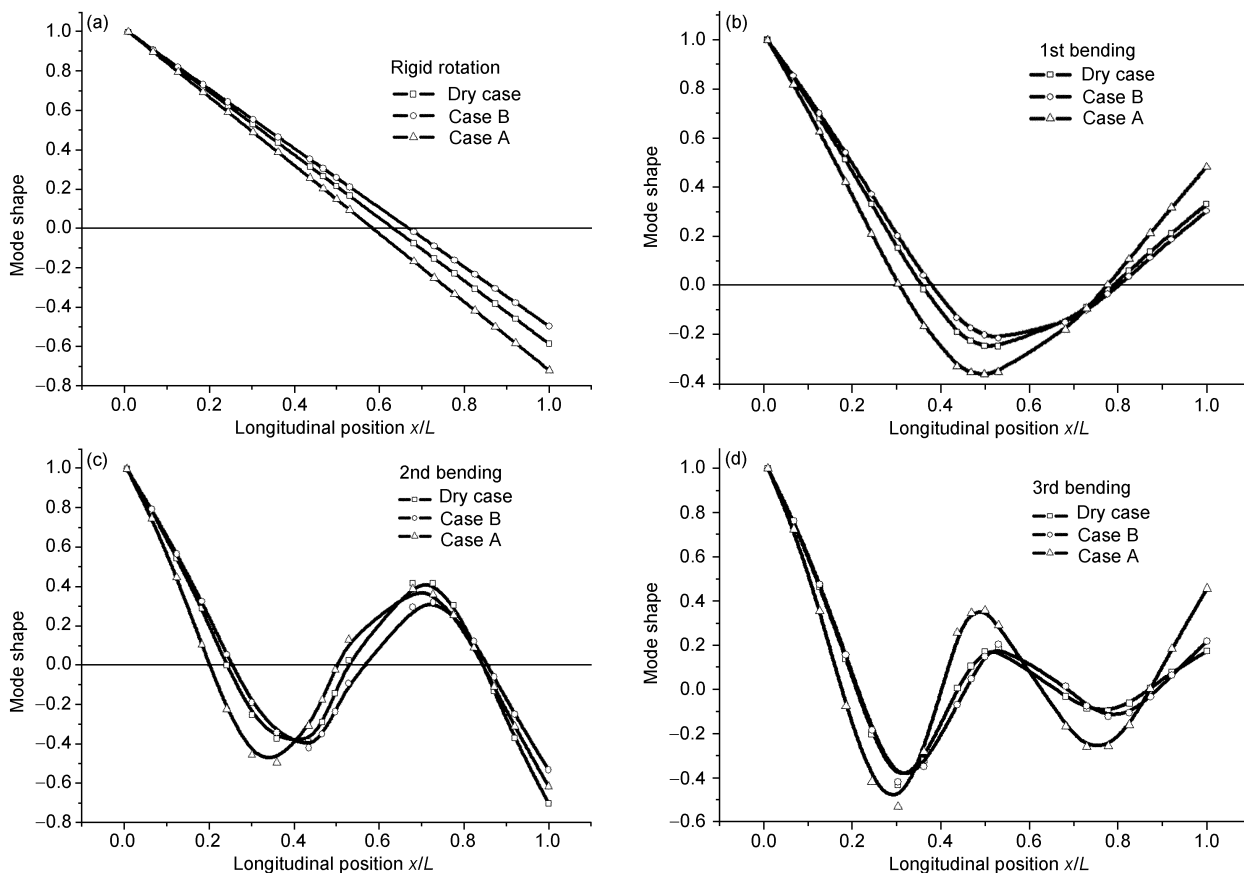 (a)
Rigid rotation
Dry case
Case B
Case A
Mode shape
1.0
0.8
0.6
0.4
0.2
0.0
−0.2
−0.4
−0.6
−0.8
0.0 0.2 0.4 0.6 0.8 1.0
Longitudinal position x/L
(b)
1st bending
Dry case
Case B
Case A
Mode shape
1.0
0.8
0.6
0.4
0.2
0.0
−0.2
−0.4
0.0 0.2 0.4 0.6 0.8 1.0
Longitudinal position x/L
(c)
2nd bending
Dry case
Case B
Case A
Mode shape
1.0
0.8
0.6
0.4
0.2
0.0
−0.2
−0.4
−0.6
−0.8
0.0 0.2 0.4 0.6 0.8 1.0
Longitudinal position x/L
(d)
3rd bending
Dry case
Case B
Case A
Mode shape
1.0
0.8
0.6
0.4
0.2
0.0
−0.2
−0.4
−0.6
0.0 0.2 0.4 0.6 0.8 1.0
Longitudinal position x/L